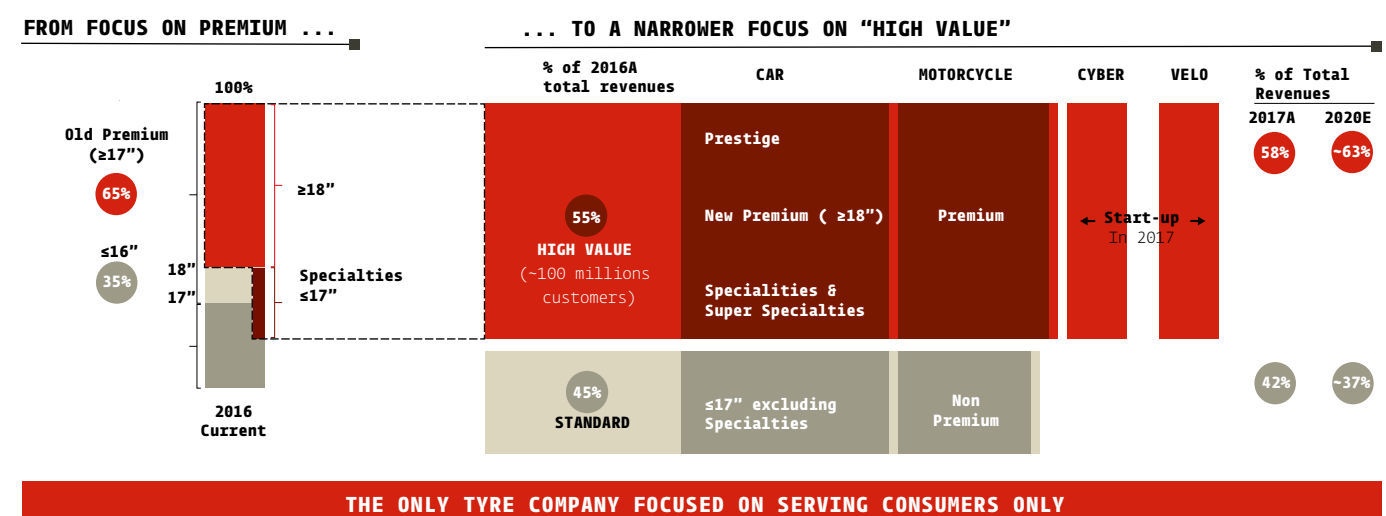 FROM FOCUS ON PREMIUM ...
... TO A NARROWER FOCUS ON “HIGH VALUE”
100%
Old Premium
(≥17”)
65%
≤16”
35%
18”
17”
≥18”
Specialties
≤17”
2016
Current
% of 2016A
total revenues
CAR
MOTORCYCLE
CYBER
VELO
% of Total
Revenues
2017A
2020E
55%
HIGH VALUE
(~100 millions
customers)
Prestige
New Premium ( ≥18”)
Specialities &
Super Specialties
Premium
Start-up
In 2017
58%
~63%
45%
STANDARD
≤17” excluding
Specialties
Non
Premium
42%
~37%
THE ONLY TYRE COMPANY FOCUSED ON SERVING CONSUMERS ONLY